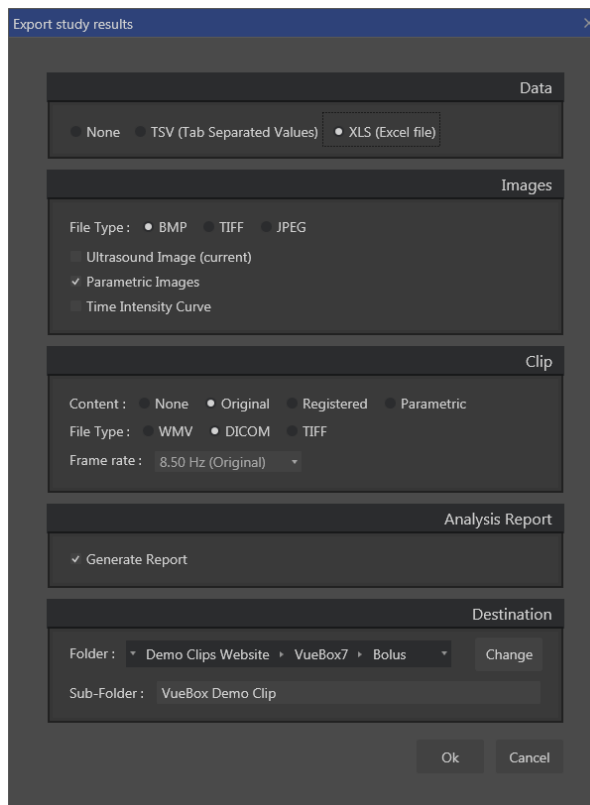 Export study results
Data
None TSV (Tab Separated Values) XLS (Excel file)
Images
File Type : BMP TIFF JPEG
Ultrasound Image (current)
Parametric Images
Time Intensity Curve
Clip
Content : None Original Registered Parametric
File Type : WMV DICOM TIFF
Frame rate : 8.50 Hz (Original)
Analysis Report
Generate Report
Destination
Folder : Demo Clips Website VueBox7 Bolus Change
Sub-Folder : VueBox Demo Clip
Ok Cancel